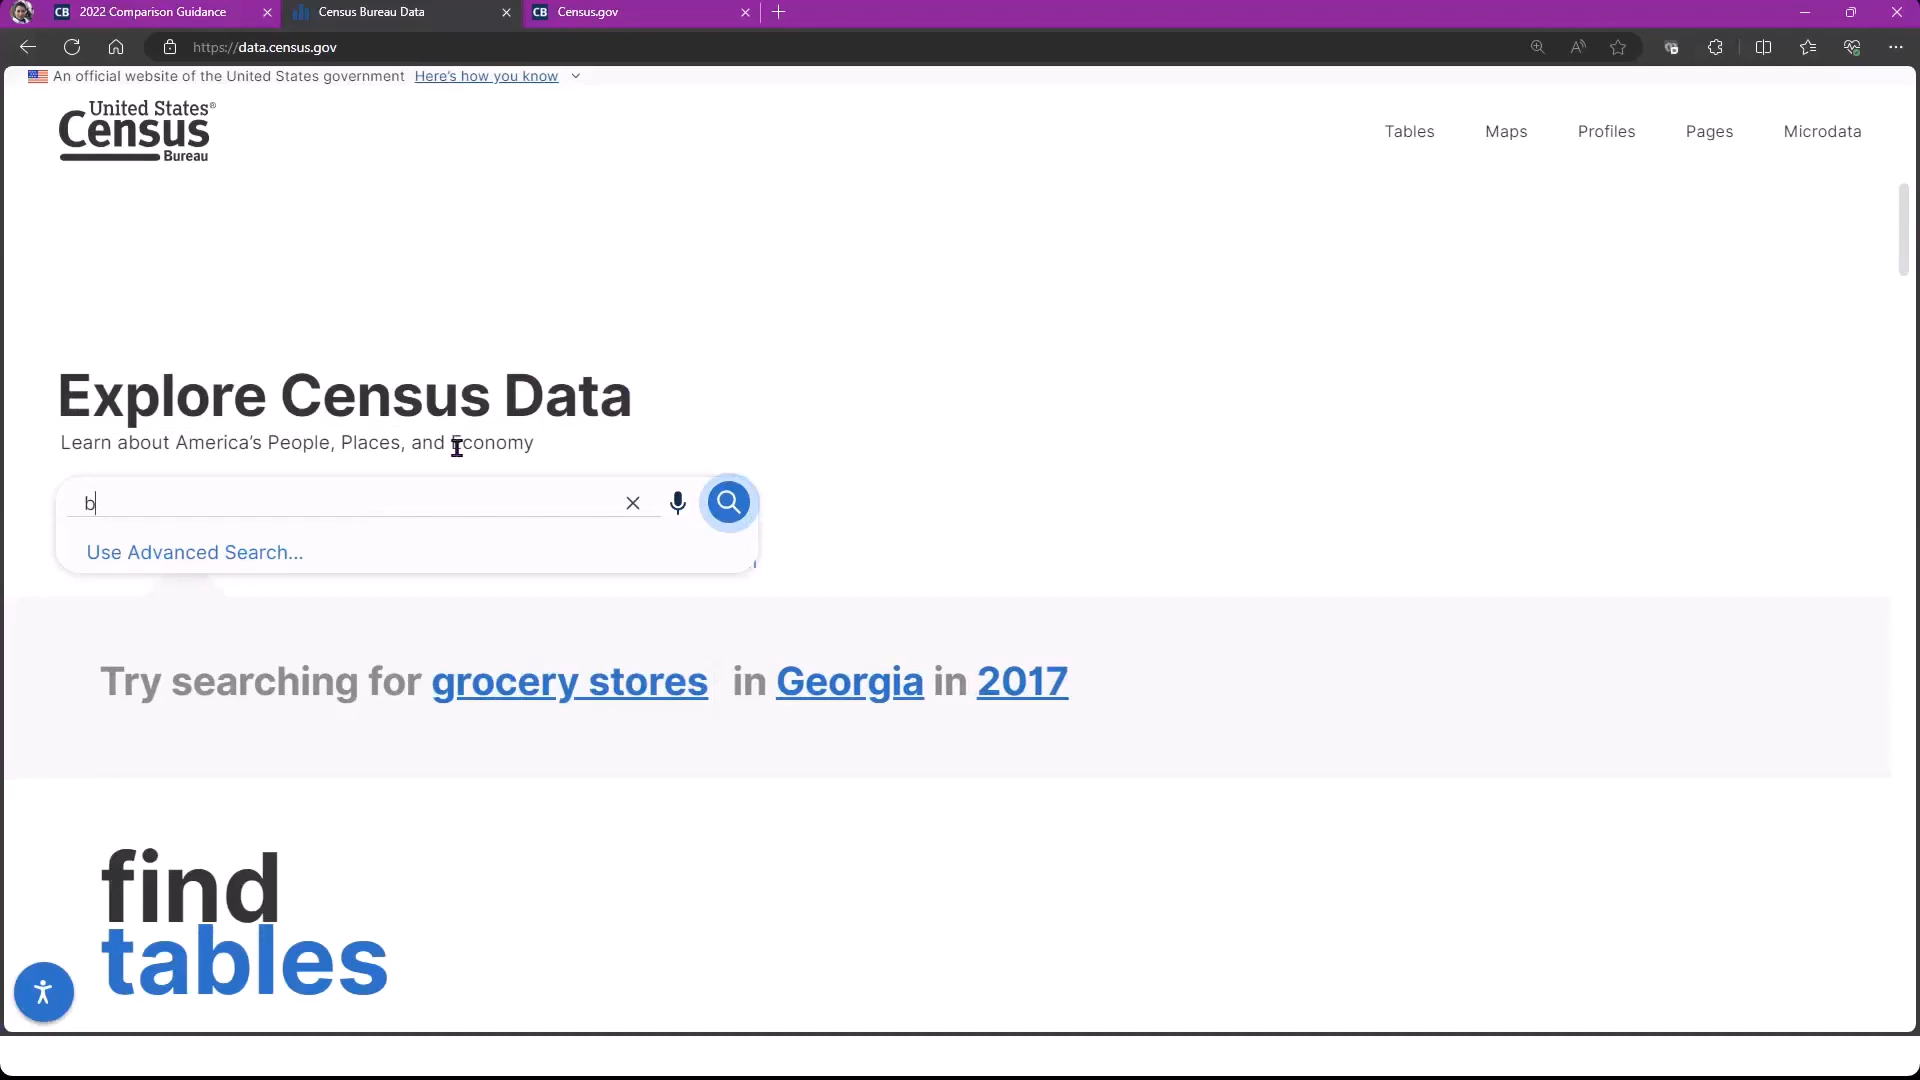 CB 2022 Comparison Guidance
Census Bureau Data
CB Census.gov
https://data.census.gov
An official website of the United States government Here's how you know
United States®
Census
Bureau
Tables Maps Profiles Pages Microdata
Explore Census Data
Learn about America's People, Places, and Economy
b
Use Advanced Search...
Try searching for grocery stores in Georgia in 2017
find
tables